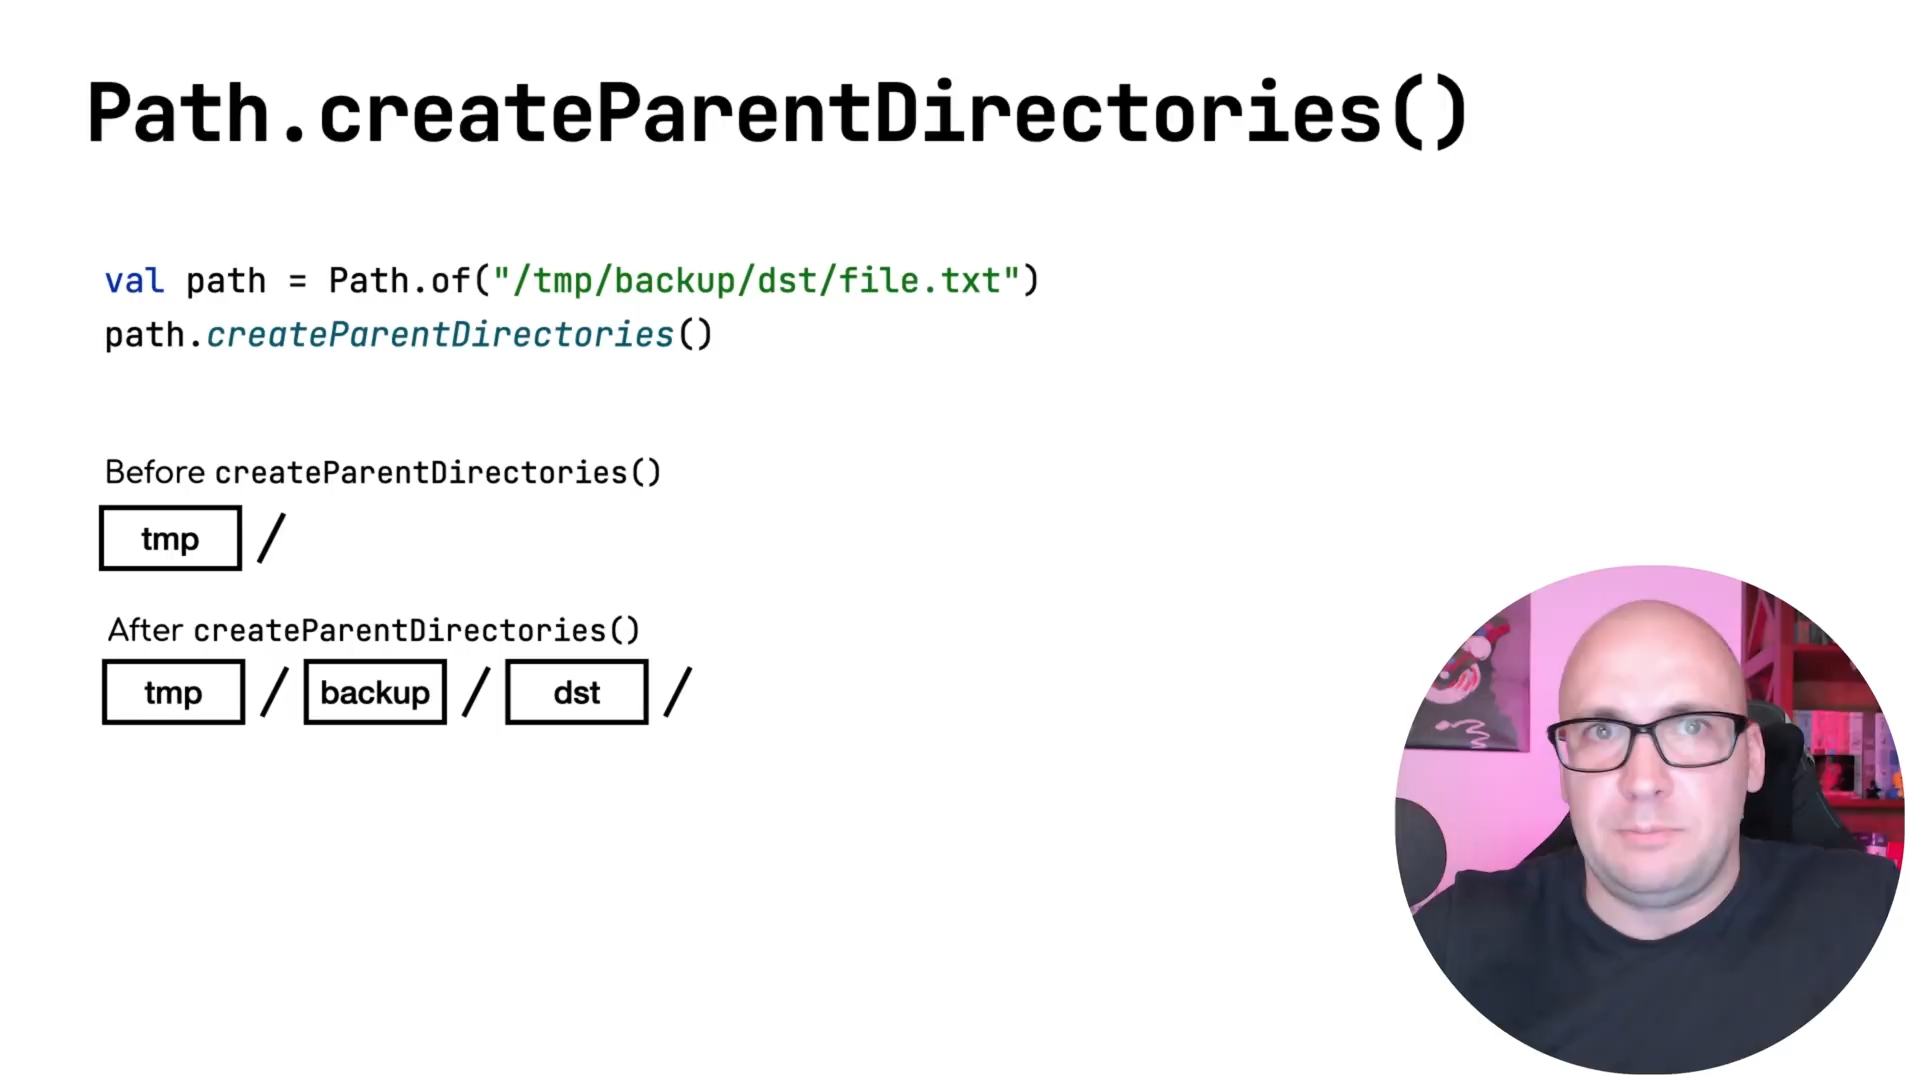 Path.createParentDirectories()
val path = Path.of("/tmp/backup/dst/file.txt")
path.createParentDirectories()
Before createParentDirectories()
tmp /
After createParentDirectories()
tmp / backup / dst /